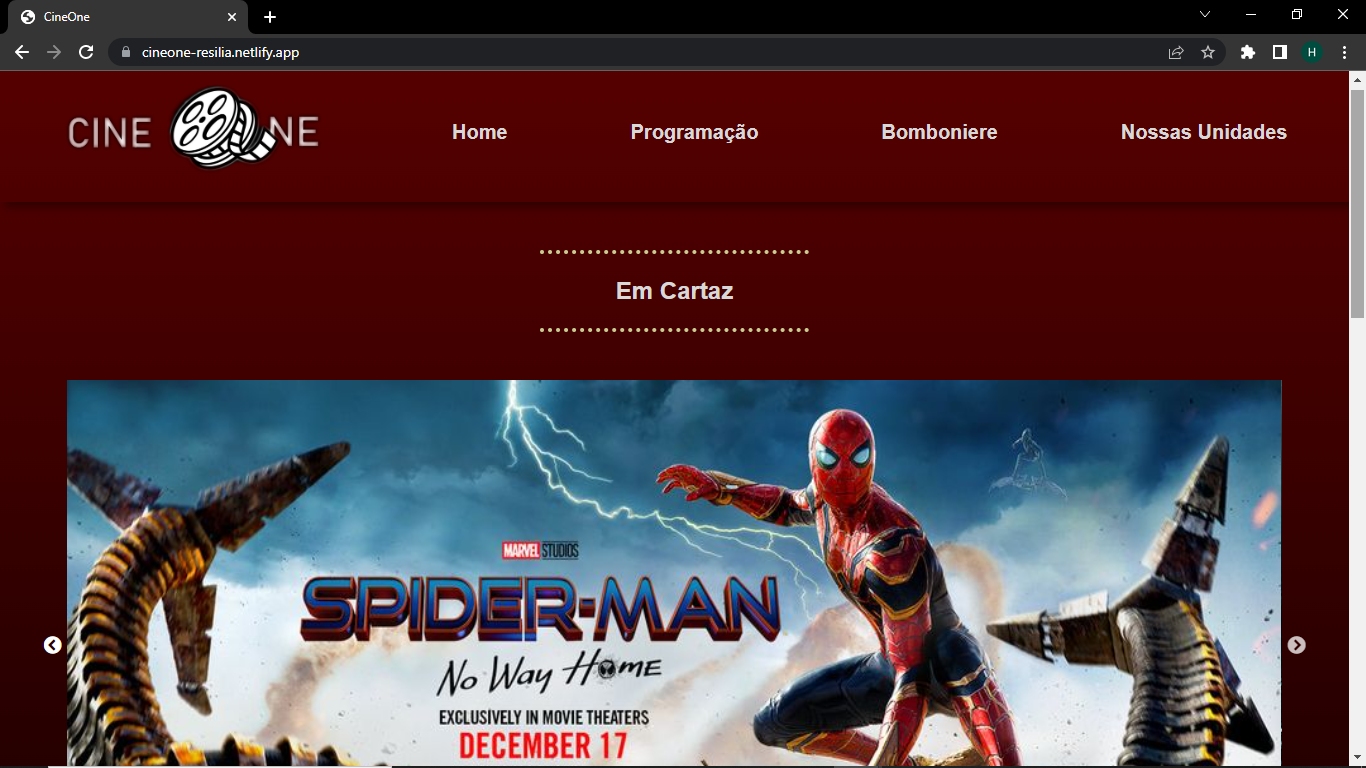 CineOne
cineone-resilia.netlify.app
H
CINE ONE
Home
Programação
Bomboniere
Nossas Unidades
Em Cartaz
MARVEL STUDIOS
SPIDER-MAN
NO WAY HOME
EXCLUSIVELY IN MOVIE THEATERS
DECEMBER 17